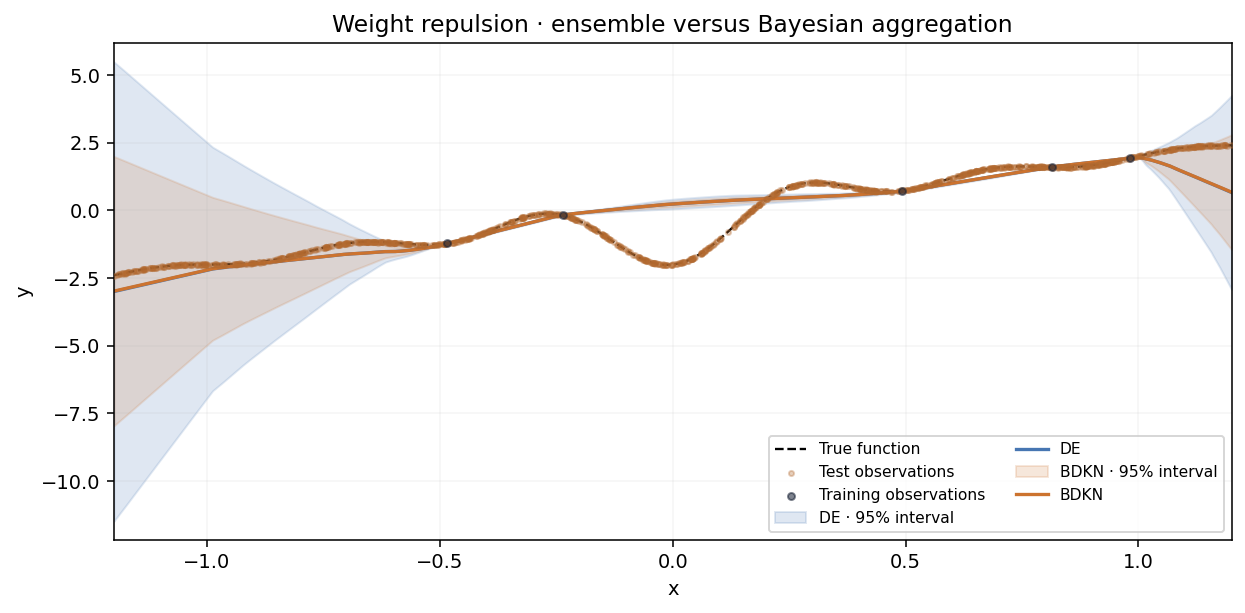 Weight repulsion · ensemble versus Bayesian aggregation
y
5.0
2.5
0.0
−2.5
−5.0
−7.5
−10.0
True function
Test observations
Training observations
DE · 95% interval
DE
BDKN · 95% interval
BDKN
−1.0 −0.5 0.0 0.5 1.0
x